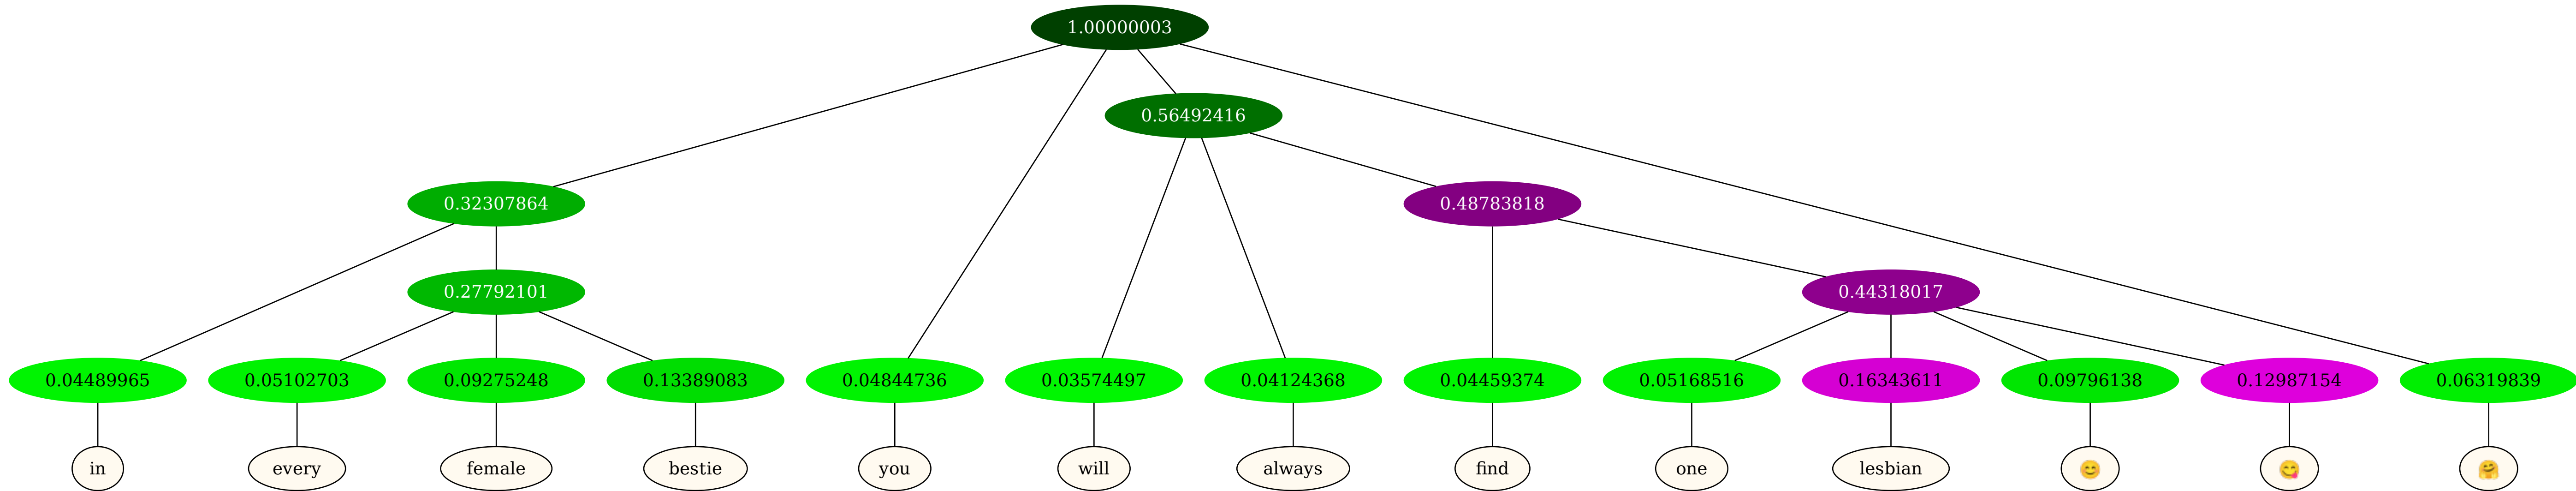 1.00000003
0.56492416
0.32307864 0.48783818
0.27792101 0.44318017
0.04489965 0.05102703 0.09275248 0.13389083 0.04844736 0.03574497 0.04124368 0.04459374 0.05168516 0.16343611 0.09796138 0.12987154 0.06319839
in every female bestie you will always find one lesbian 😊 😋 🤗